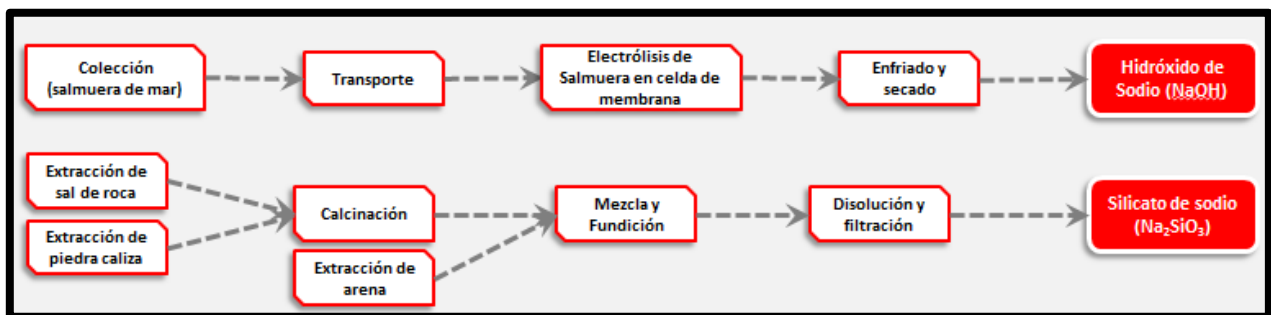 Colección
(salmuera de mar)
Transporte
Electrólisis de
Salmuera en celda de
membrana
Enfriado y
secado
Hidróxido de
Sodio (NaOH)
Extracción de
sal de roca
Extracción de
piedra caliza
Calcinación
Extracción de
arena
Mezcla y
Fundición
Disolución y
filtración
Silicato de sodio
(Na₂SiO₃)